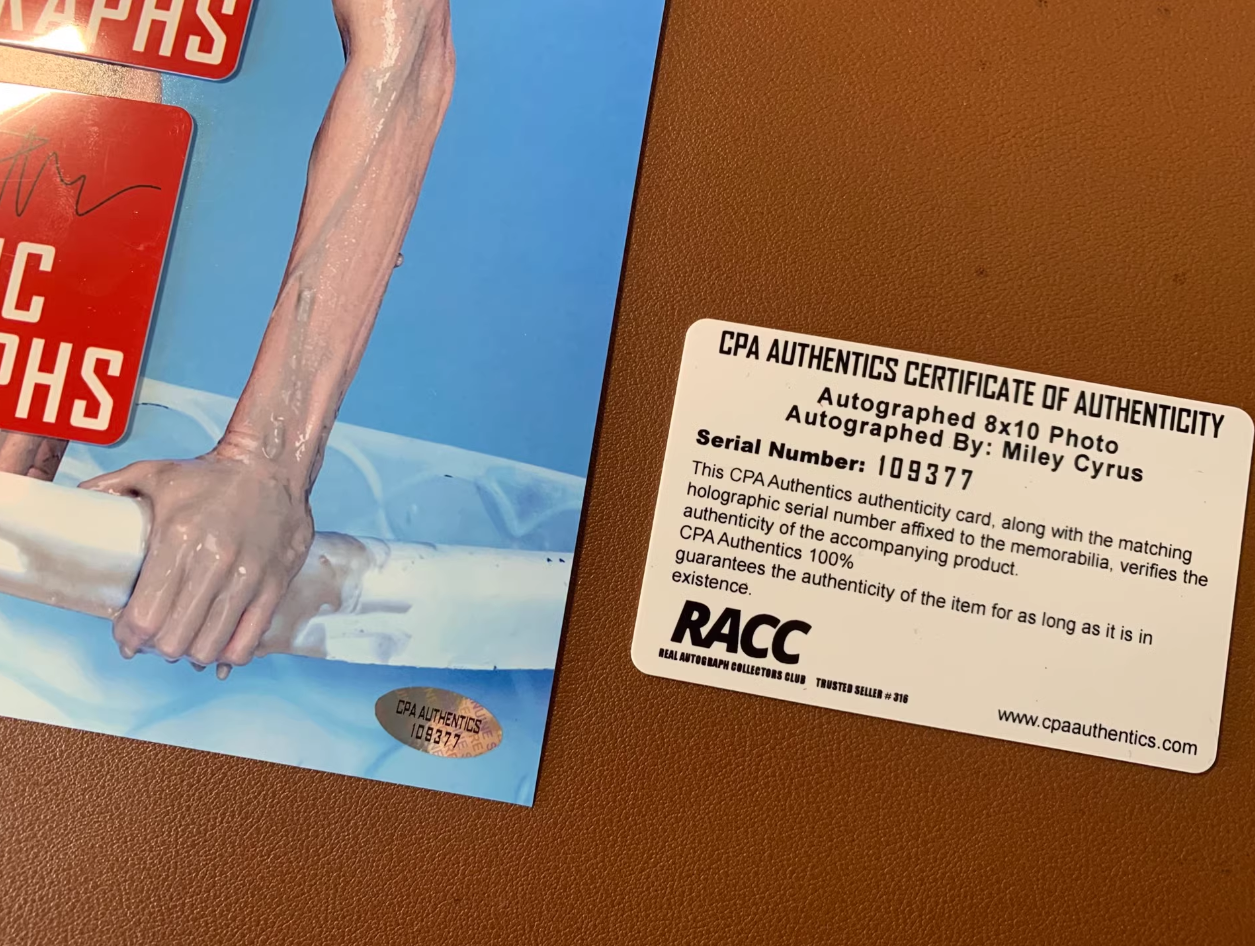 RAPHS
IC
PHS
CPA AUTHENTICS
109377
CPA AUTHENTICS CERTIFICATE OF AUTHENTICITY
Autographed 8x10 Photo
Autographed By: Miley Cyrus
Serial Number: 109377
This CPA Authentics authenticity card, along with the matching
holographic serial number affixed to the memorabilia, verifies the
authenticity of the accompanying product.
CPA Authentics 100%
guarantees the authenticity of the item for as long as it is in
existence.
RACC
REAL AUTOGRAPH COLLECTORS CLUB TRUSTED SELLER # 316
www.cpaauthentics.com